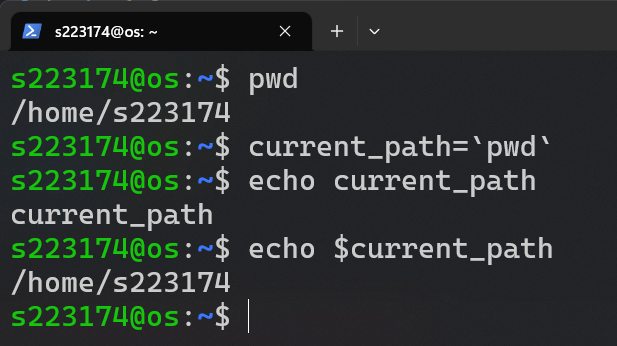 s223174@os: ~
s223174@os:~$ pwd
/home/s223174
s223174@os:~$ current_path=`pwd`
s223174@os:~$ echo current_path
current_path
s223174@os:~$ echo $current_path
/home/s223174
s223174@os:~$